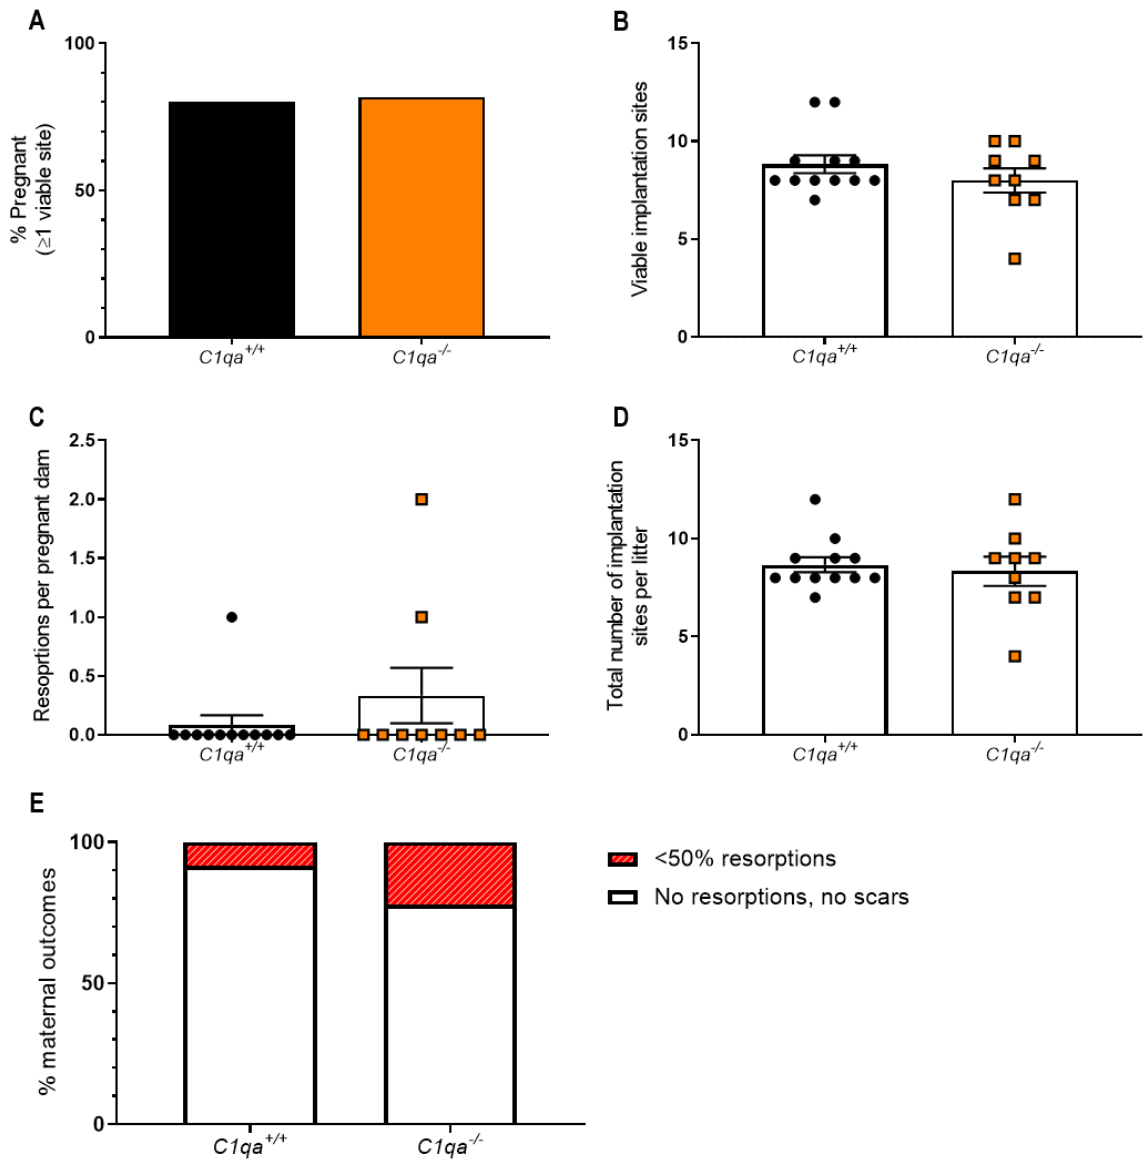 A
% Pregnant
(≥1 viable site)
100
50
0
C1qa+/+
C1qa-/-
B
Viable implantation sites
15
10
5
0
C1qa+/+
C1qa-/-
C
Resoprtions per pregnant dam
2.5
2.0
1.5
1.0
0.5
0.0
C1qa+/+
C1qa-/-
D
Total number of implantation
sites per litter
15
10
5
0
C1qa+/+
C1qa-/-
E
% maternal outcomes
100
50
0
C1qa+/+
C1qa-/-
<50% resorptions
No resorptions, no scars